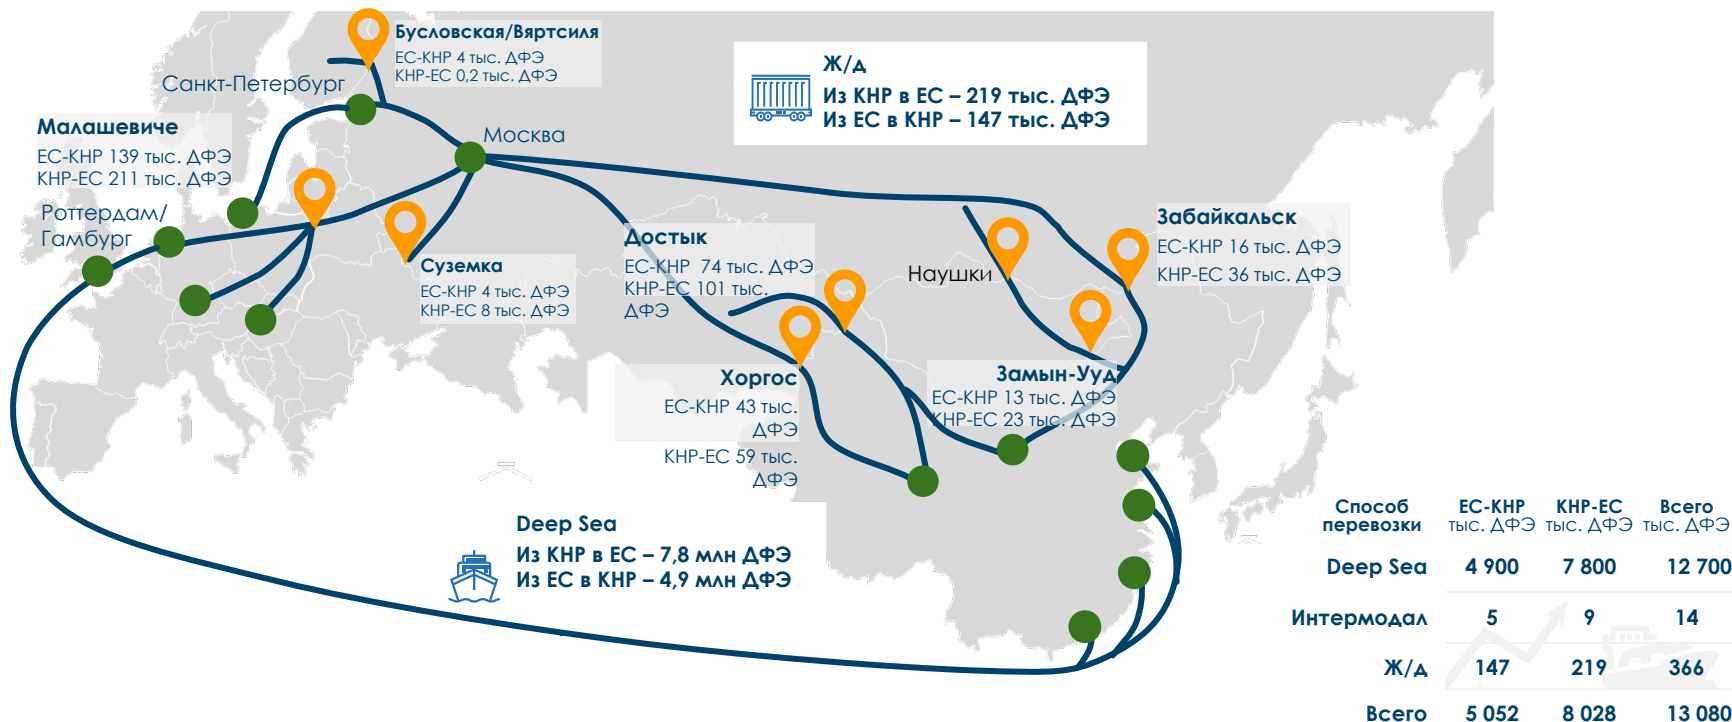 Бусловская/Вяртсиля
ЕС-КНР 4 тыс. ДФЭ
КНР-ЕС 0,2 тыс. ДФЭ
Санкт-Петербург
Малашевиче
ЕС-КНР 139 тыс. ДФЭ
КНР-ЕС 211 тыс. ДФЭ
Роттердам/
Гамбург
Москва
Ж/д
Из КНР в ЕС – 219 тыс. ДФЭ
Из ЕС в КНР – 147 тыс. ДФЭ
Суземка
ЕС-КНР 4 тыс. ДФЭ
КНР-ЕС 8 тыс. ДФЭ
Достык
ЕС-КНР 74 тыс. ДФЭ
КНР-ЕС 101 тыс.
ДФЭ
Наушки
Забайкальск
ЕС-КНР 16 тыс. ДФЭ
КНР-ЕС 36 тыс. ДФЭ
Хоргос
ЕС-КНР 43 тыс.
ДФЭ
КНР-ЕС 59 тыс.
ДФЭ
Замын-Ууд
ЕС-КНР 13 тыс. ДФЭ
КНР-ЕС 23 тыс. ДФЭ
Deep Sea
Из КНР в ЕС – 7,8 млн ДФЭ
Из ЕС в КНР – 4,9 млн ДФЭ
Способ перевозки ЕС-КНР тыс. ДФЭ КНР-ЕС тыс. ДФЭ Всего тыс. ДФЭ
Deep Sea 4 900 7 800 12 700
Интермодал 5 9 14
Ж/д 147 219 366
Всего 5 052 8 028 13 080